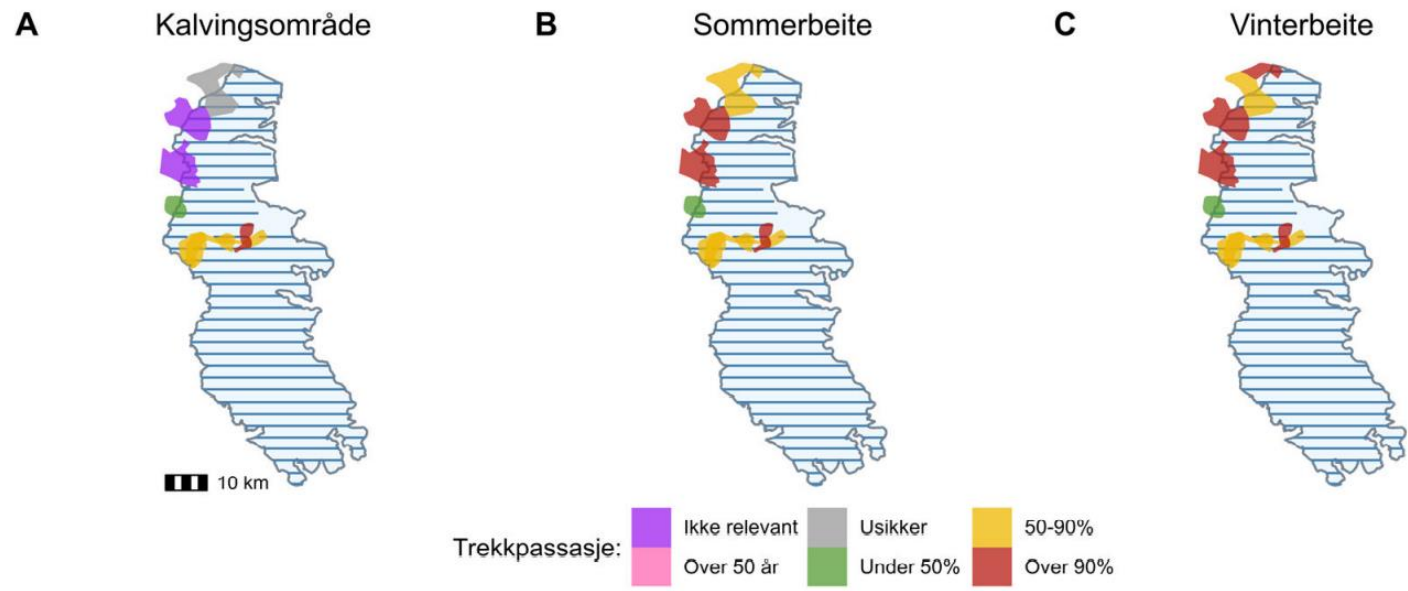 A Kalvingsområde
B Sommerbeite
C Vinterbeite
10 km
Trekkpassasje:
Ikke relevant
Over 50 år
Usikker
Under 50%
50-90%
Over 90%